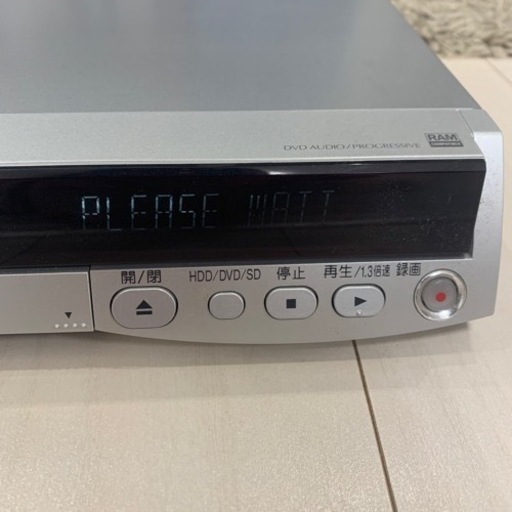 DVD AUDIO/PROGRESSIVE
RAM
PLEASE WAIT
開/閉
HDD/DVD/SD
停止
再生/1.3倍速
録画